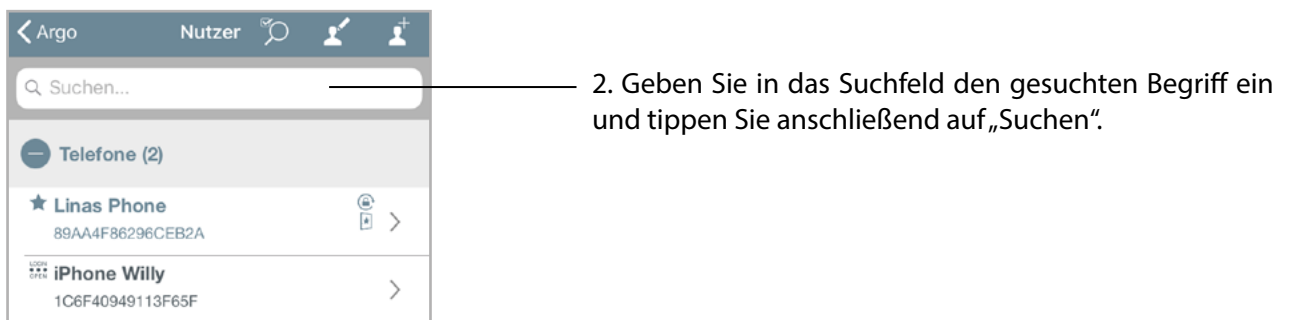 Argo Nutzer
Suchen...
2. Geben Sie in das Suchfeld den gesuchten Begriff ein
und tippen Sie anschließend auf „Suchen“.
Telefone (2)
Linas Phone
89AA4F86296CEB2A
iPhone Willy
1C6F40949113F65F